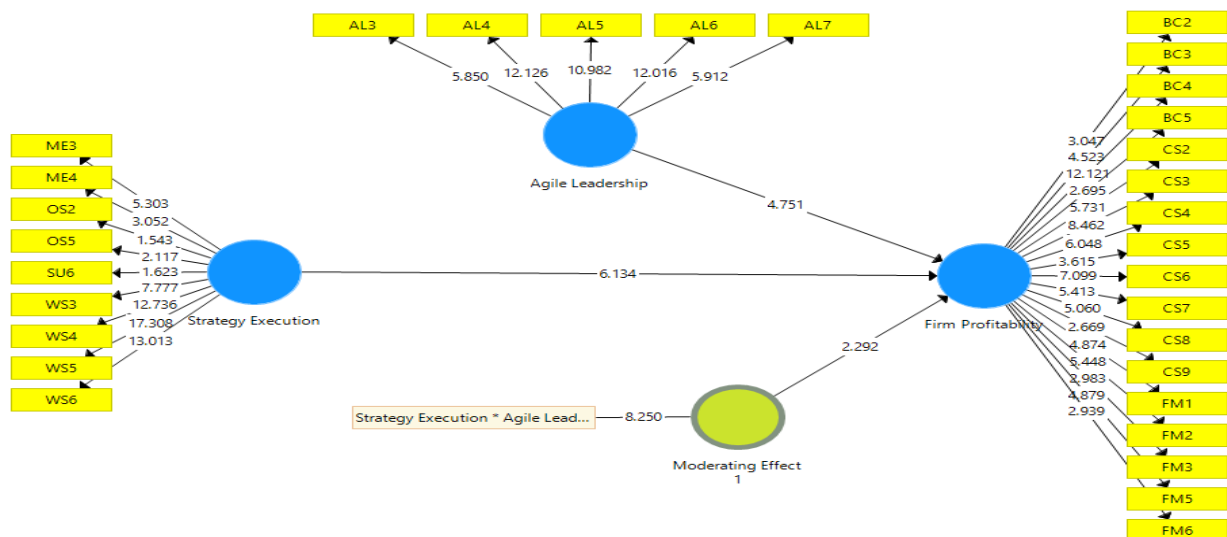 AL3
AL4
AL5
AL6
AL7
5.850
12.126
10.982
12.016
5.912
Agile Leadership
4.751
ME3
ME4
OS2
OS5
SU6
WS3
WS4
WS5
WS6
5.303
3.052
1.543
2.117
1.623
7.777
12.736
17.308
13.013
Strategy Execution
6.134
Firm Profitability
2.292
Strategy Execution * Agile Lead...
8.250
Moderating Effect
1
3.047
4.523
12.121
2.695
5.731
8.462
6.048
3.615
7.099
5.413
5.060
2.669
4.874
5.448
2.983
4.879
2.939
BC2
BC3
BC4
BC5
CS2
CS3
CS4
CS5
CS6
CS7
CS8
CS9
FM1
FM2
FM3
FM5
FM6